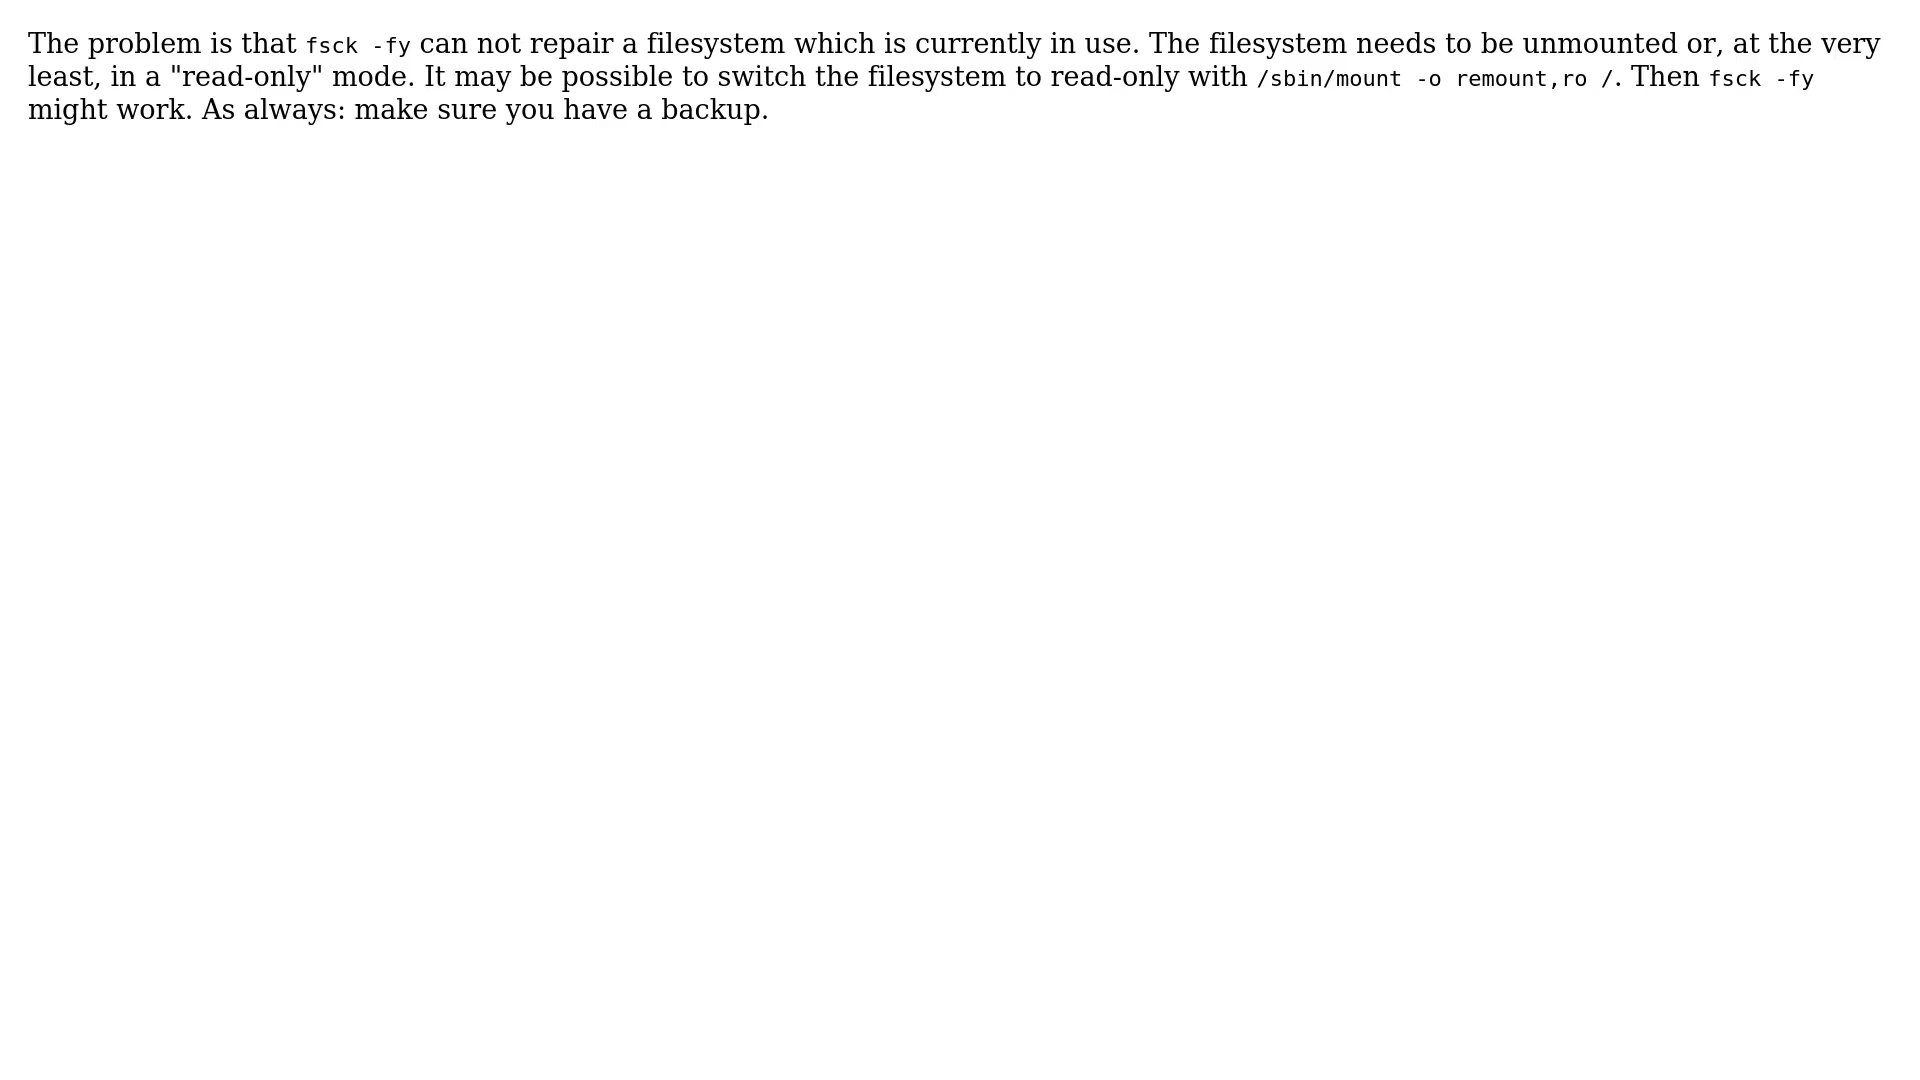 The problem is that fsck -fy can not repair a filesystem which is currently in use. The filesystem needs to be unmounted or, at the very
least, in a "read-only" mode. It may be possible to switch the filesystem to read-only with /sbin/mount -o remount,ro /. Then fsck -fy
might work. As always: make sure you have a backup.